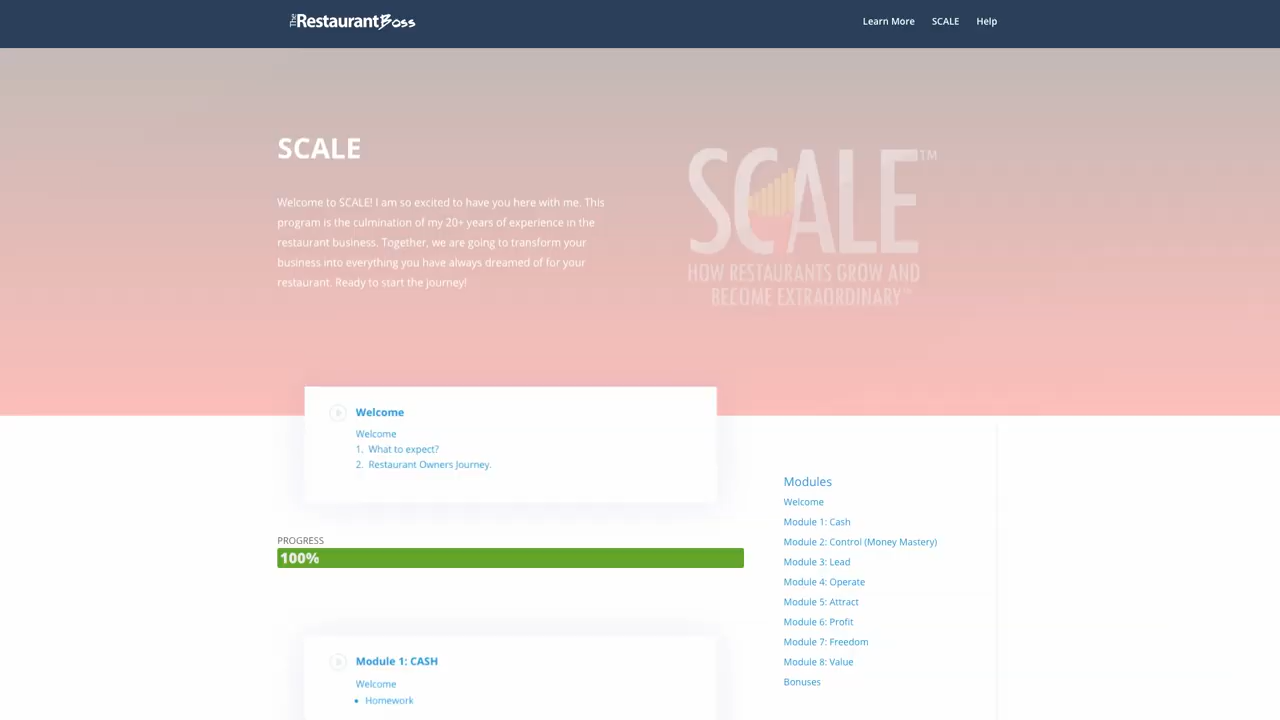 TheRestaurantBoss
Learn More
SCALE
Help
SCALE
Welcome to SCALE! I am so excited to have you here with me. This
program is the culmination of my 20+ years of experience in the
restaurant business. Together, we are going to transform your
business into everything you have always dreamed of for your
restaurant. Ready to start the journey!
SCALE™
HOW RESTAURANTS GROW AND
BECOME EXTRAORDINARY™
Welcome
Welcome
1. What to expect?
2. Restaurant Owners Journey.
PROGRESS
100%
Module 1: CASH
Welcome
• Homework
Modules
Welcome
Module 1: Cash
Module 2: Control (Money Mastery)
Module 3: Lead
Module 4: Operate
Module 5: Attract
Module 6: Profit
Module 7: Freedom
Module 8: Value
Bonuses